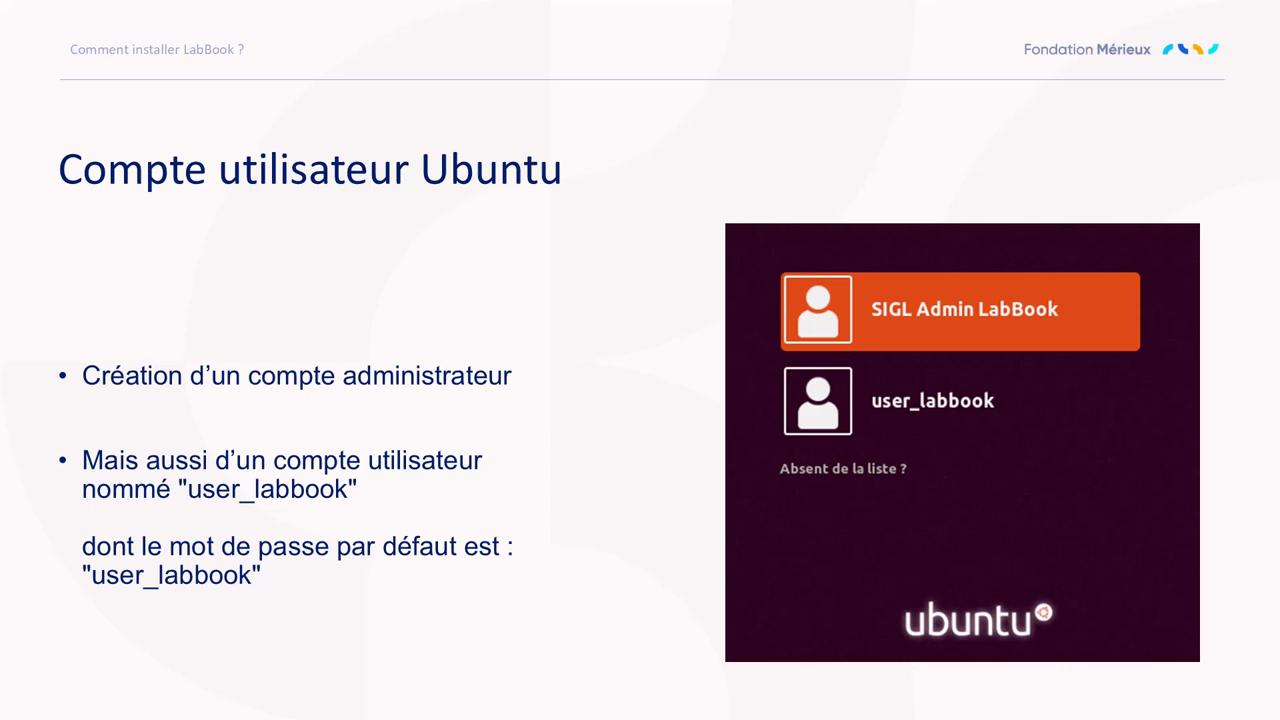 Comment installer LabBook ?
Fondation Mérieux
Compte utilisateur Ubuntu
• Création d’un compte administrateur
• Mais aussi d’un compte utilisateur
nommé "user_labbook"
dont le mot de passe par défaut est :
"user_labbook"
SIGL Admin LabBook
user_labbook
Absent de la liste ?
ubuntu